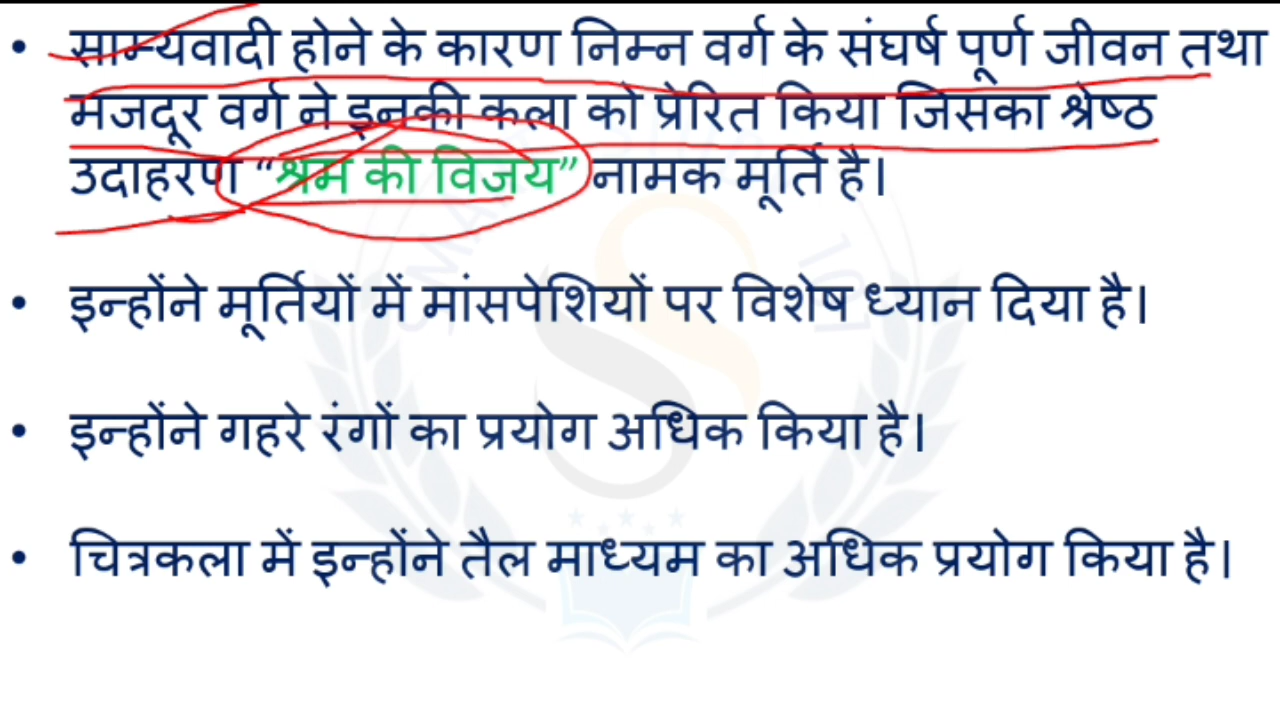 • साम्यवादी होने के कारण निम्न वर्ग के संघर्ष पूर्ण जीवन तथा
मजदूर वर्ग ने इनकी कला को प्रेरित किया जिसका श्रेष्ठ
उदाहरण “श्रम की विजय” नामक मूर्ति है।
• इन्होंने मूर्तियों में मांसपेशियों पर विशेष ध्यान दिया है।
• इन्होंने गहरे रंगों का प्रयोग अधिक किया है।
• चित्रकला में इन्होंने तैल माध्यम का अधिक प्रयोग किया है।